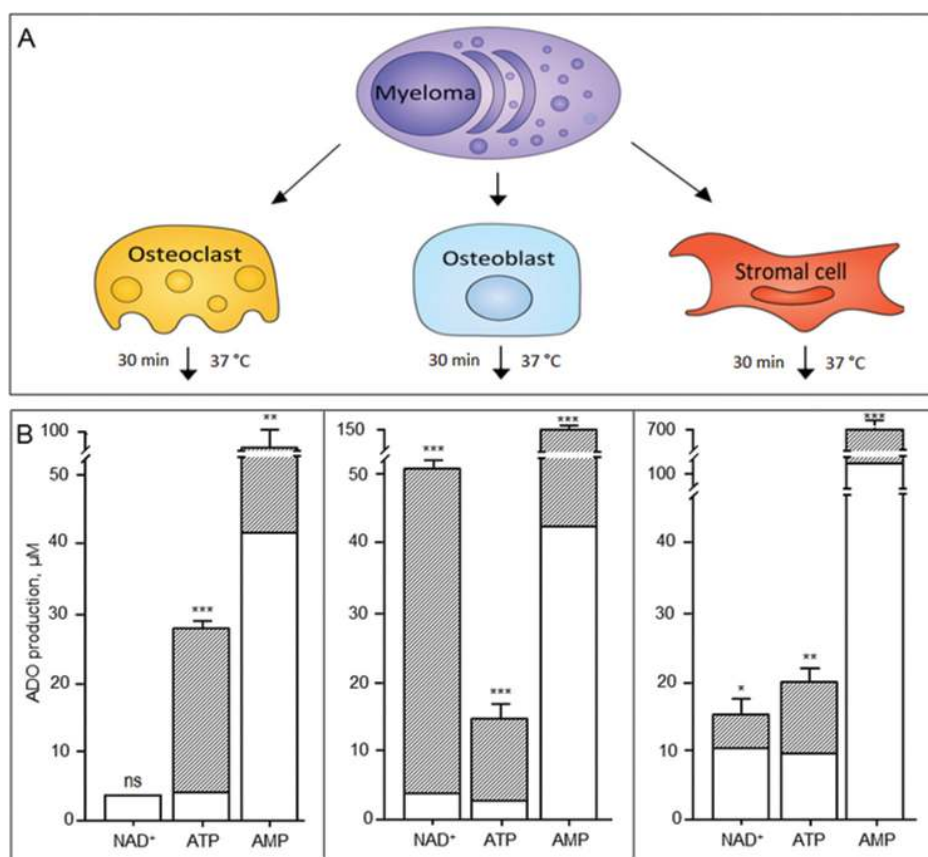 A
Myeloma
Osteoclast
Osteoblast
Stromal cell
30 min 37 °C
30 min 37 °C
30 min 37 °C
B
ADO production, µM
100
50
40
30
20
10
0
ns
***
**
NAD⁺ ATP AMP
150
50
40
30
20
10
0
***
***
***
NAD⁺ ATP AMP
700
100
40
30
20
10
0
*
**
***
NAD⁺ ATP AMP